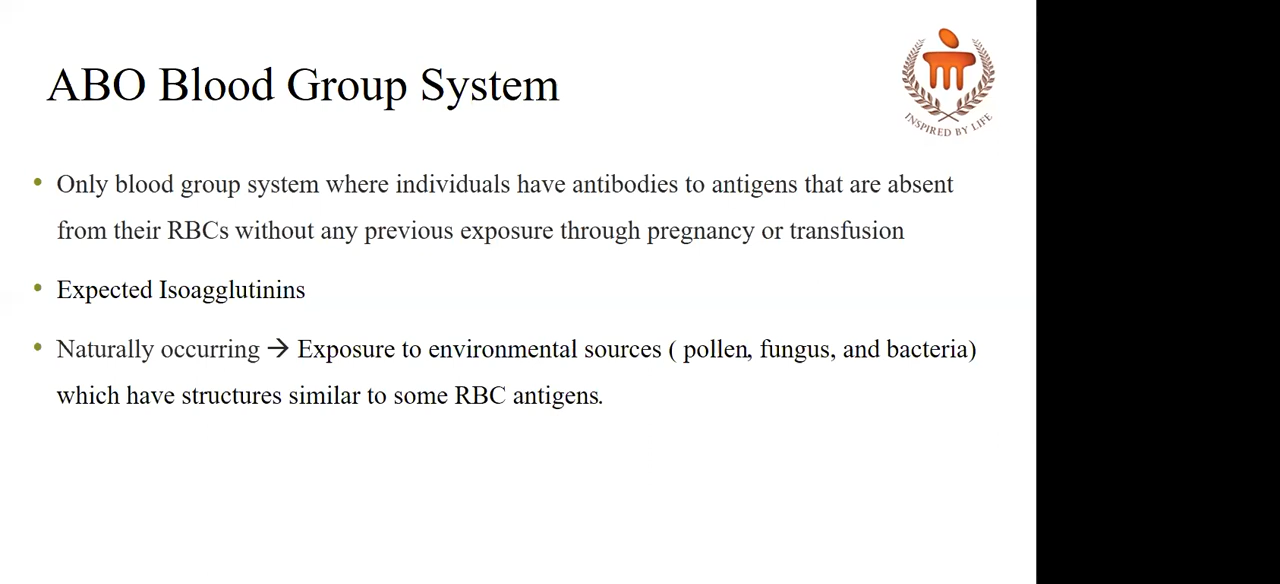 ABO Blood Group System
INSPIRED BY LIFE
• Only blood group system where individuals have antibodies to antigens that are absent
from their RBCs without any previous exposure through pregnancy or transfusion
• Expected Isoagglutinins
• Naturally occurring → Exposure to environmental sources ( pollen, fungus, and bacteria)
which have structures similar to some RBC antigens.